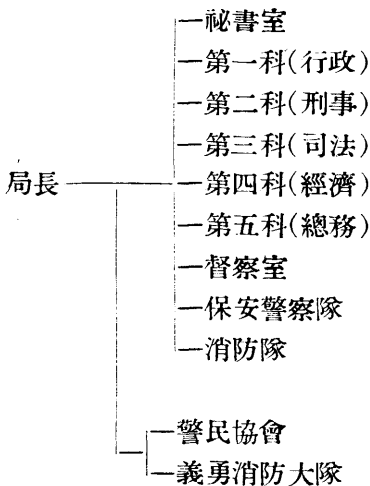 祕書室
第一科(行政)
第二科(刑事)
第三科(司法)
局長
第四科(經濟)
第五科(總務)
督察室
保安警察隊
消防隊
警民協會
義勇消防大隊